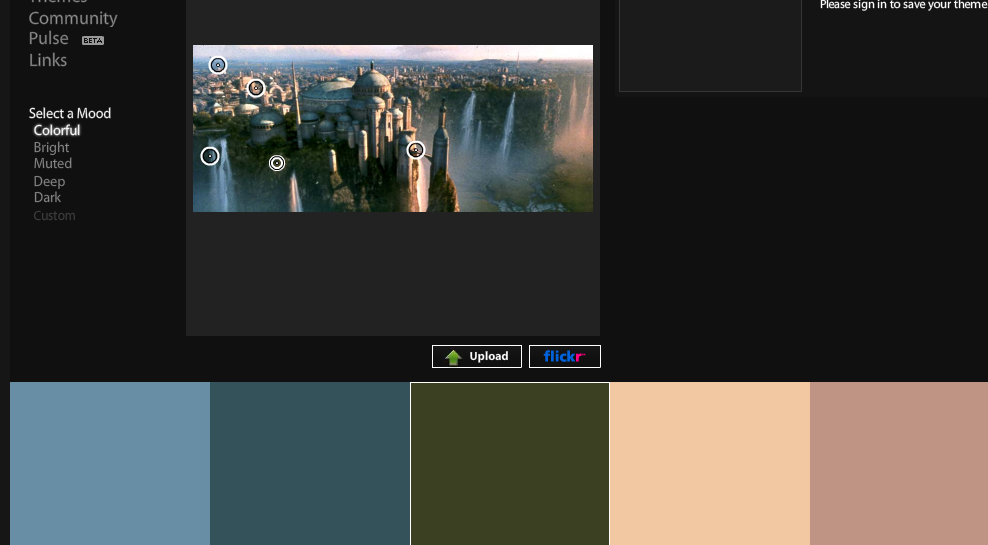 Themes
Please sign in to save your theme
Community
Pulse BETA
Links
Select a Mood
Colorful
Bright
Muted
Deep
Dark
Custom
Upload
flickr